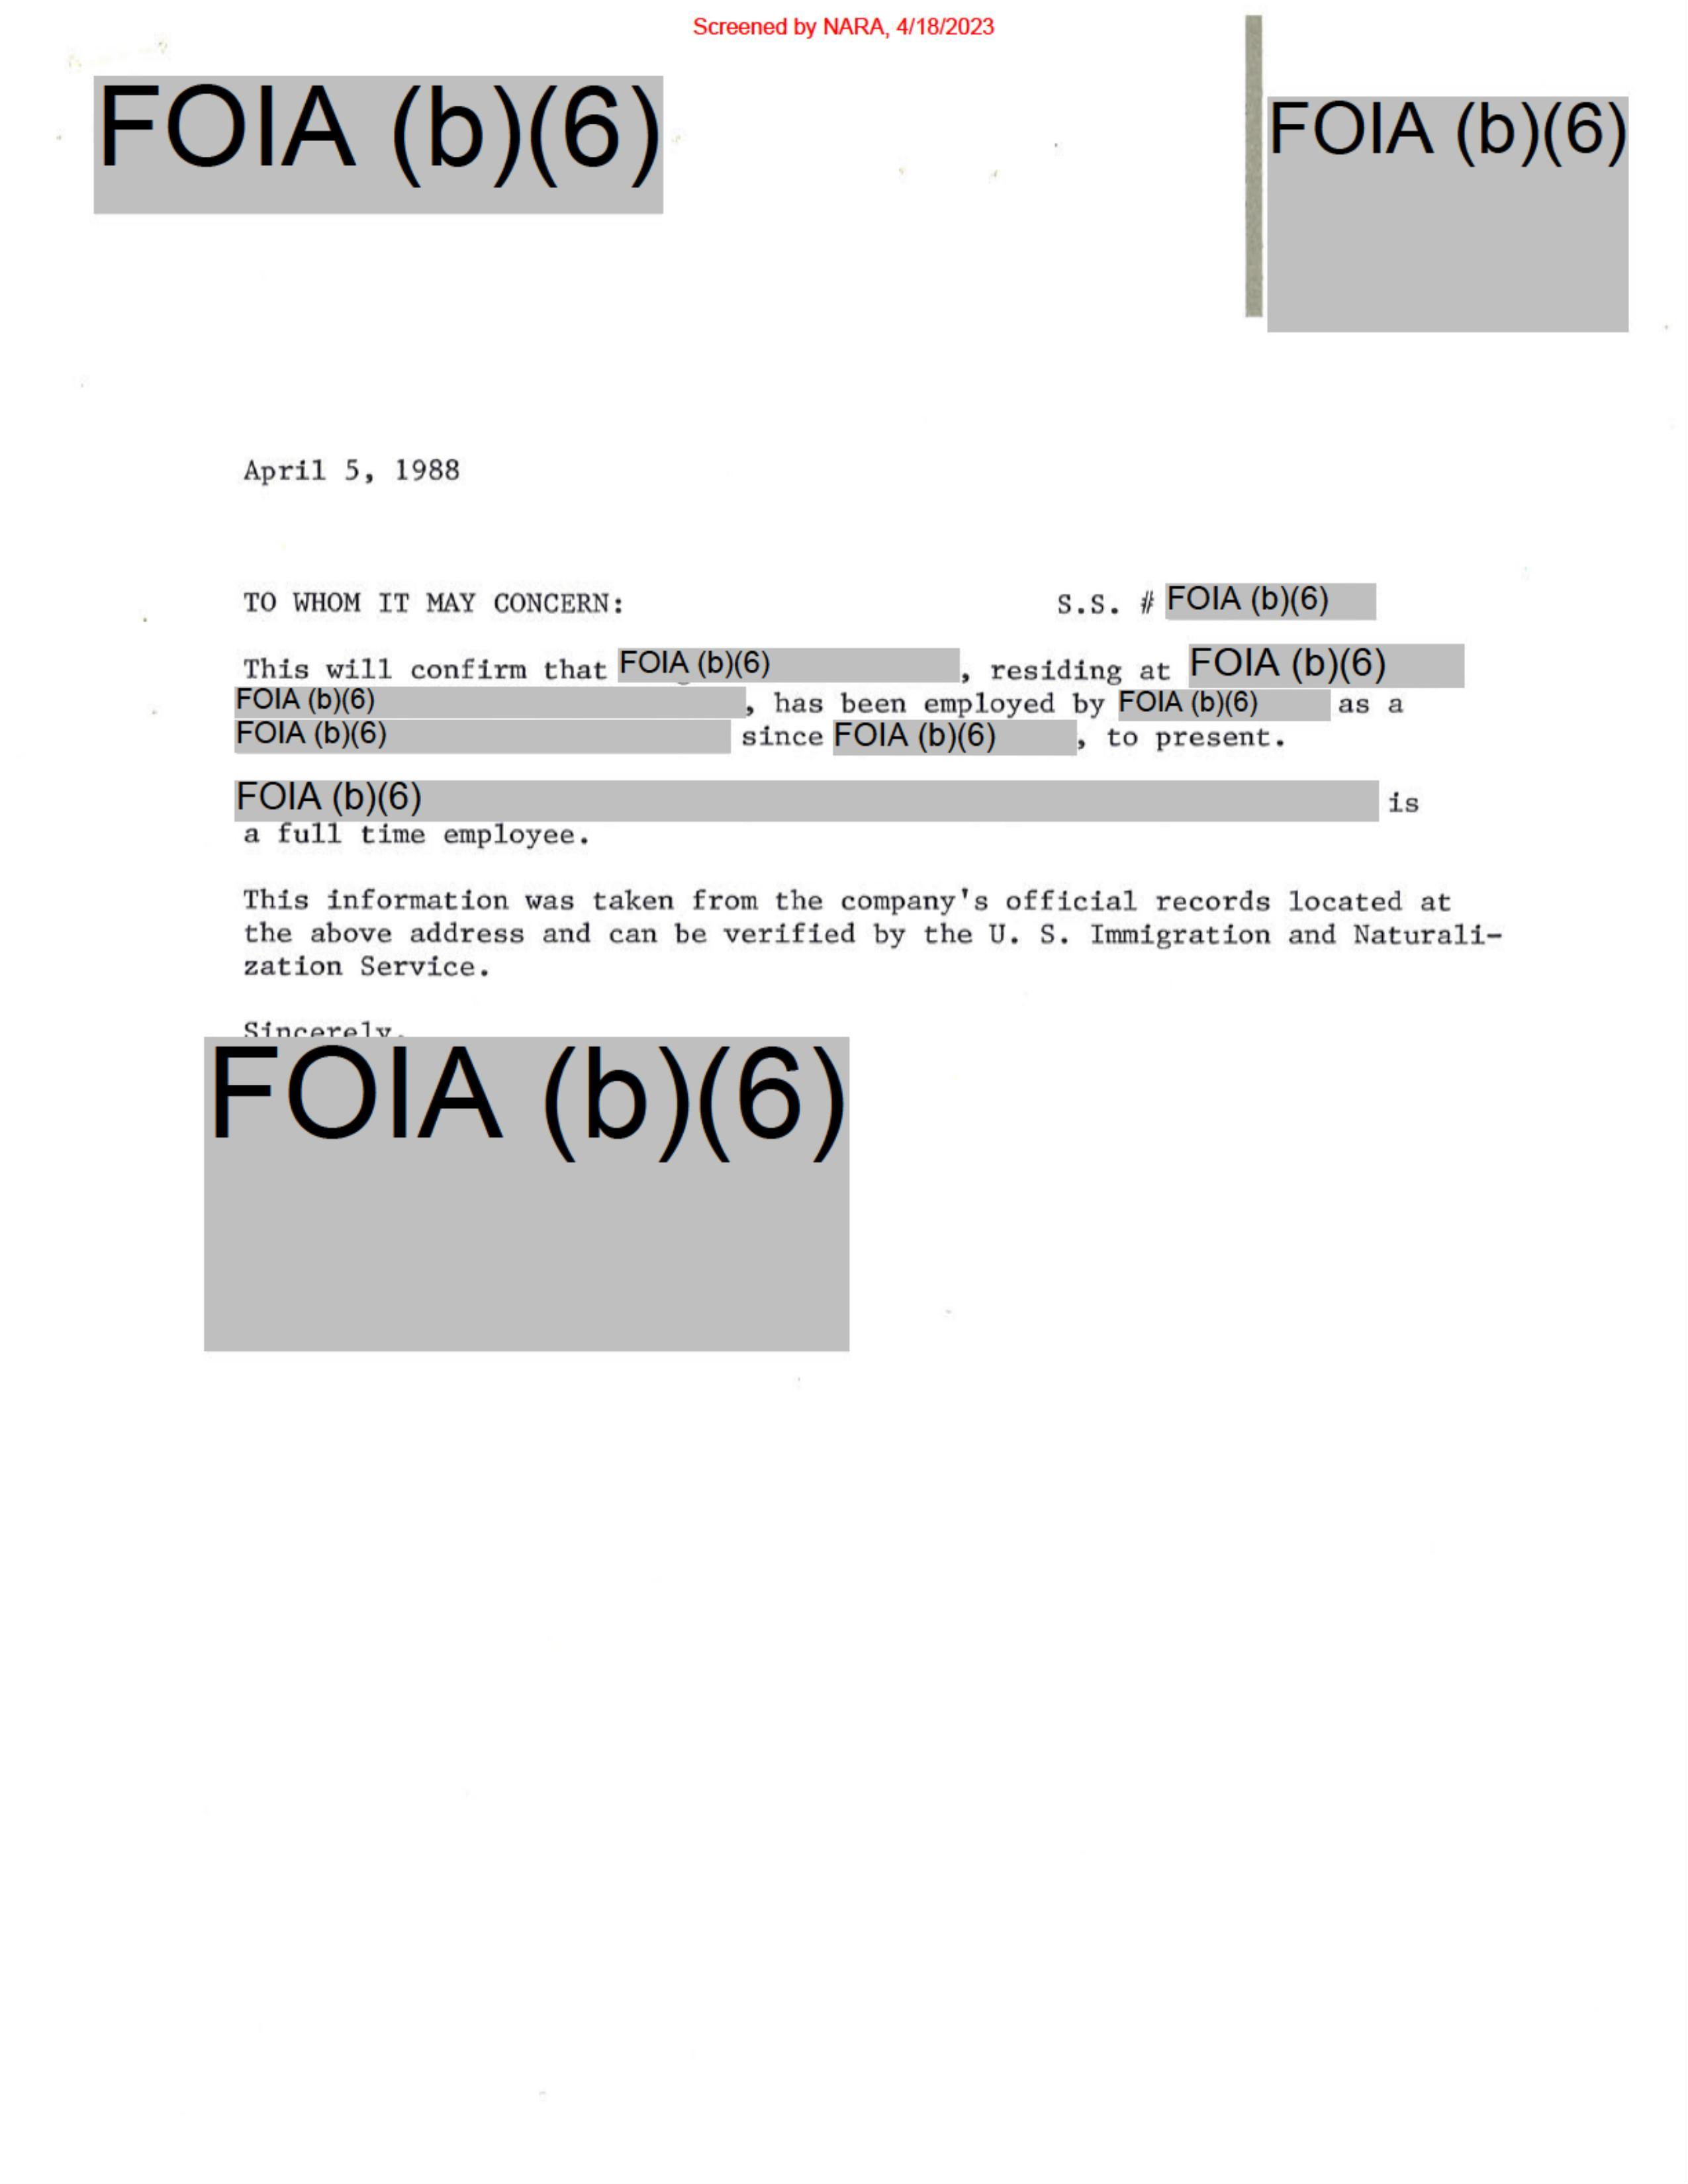 Screened by NARA, 4/18/2023
FOIA (b)(6)
FOIA (b)(6)
April 5, 1988
TO WHOM IT MAY CONCERN: S.S. # FOIA (b)(6)
This will confirm that FOIA (b)(6) , residing at FOIA (b)(6)
FOIA (b)(6) , has been employed by FOIA (b)(6) as a
FOIA (b)(6) since FOIA (b)(6) , to present.
FOIA (b)(6) is
a full time employee.
This information was taken from the company's official records located at
the above address and can be verified by the U. S. Immigration and Naturali-
zation Service.
Sincerely,
FOIA (b)(6)